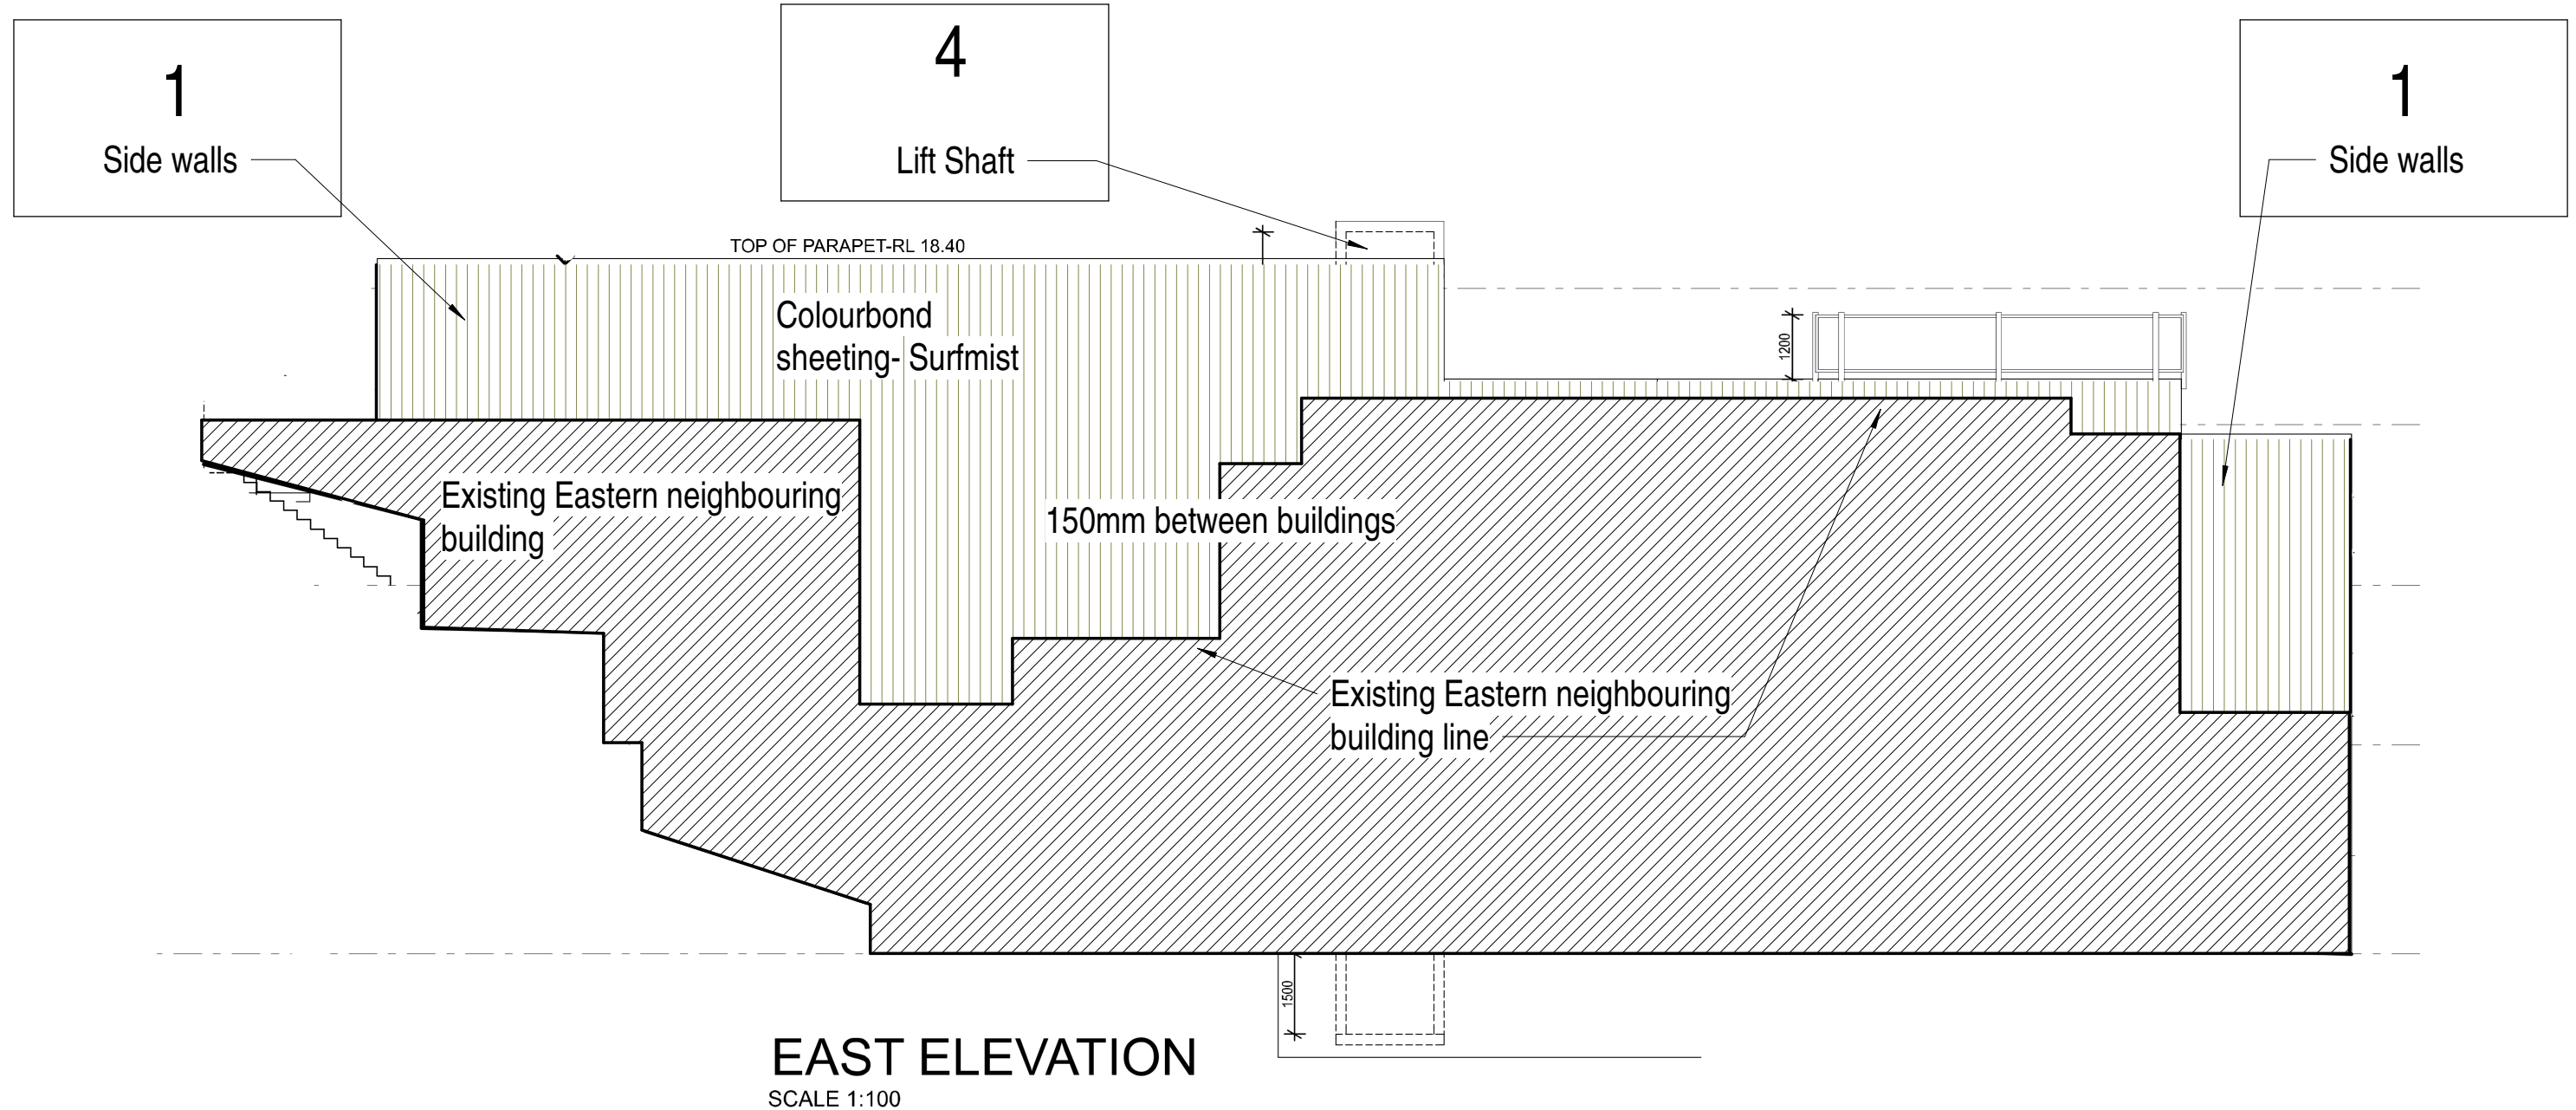 1
Side walls
4
Lift Shaft
1
Side walls
TOP OF PARAPET-RL 18.40
Colourbond
sheeting- Surfmist
1200
Existing Eastern neighbouring
building
150mm between buildings
Existing Eastern neighbouring
building line
1500
EAST ELEVATION
SCALE 1:100